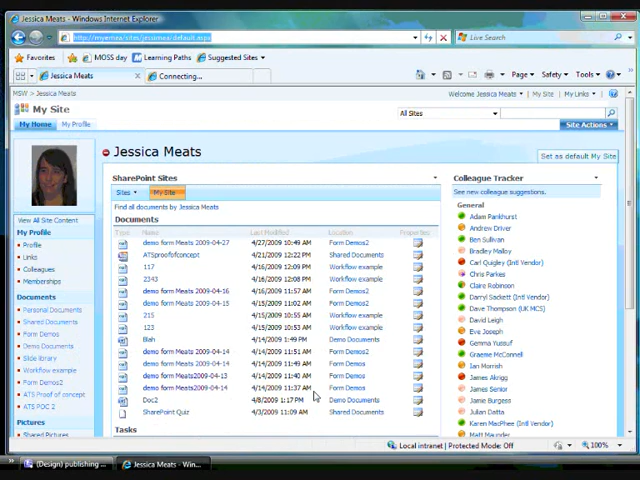 Jessica Meats - Windows Internet Explorer
Favorites MOSS day Learning Paths Suggested Sites
Jessica Meats Connecting... Page Safety Tools
Live Search
MSW > Jessica Meats Welcome Jessica Meats My Site My Links
My Site All Sites
My Home My Profile Site Actions
Jessica Meats Set as default My Site
View All Site Content
My Profile
Profile
Links
Colleagues
Memberships
Documents
Personal Documents
Shared Documents
Form Demos
Demo Documents
Slide library
Workflow example
ATS Proof of concept
ATS POC 2
Pictures
Shared Pictures
SharePoint Sites
Sites My Site
Find all documents by Jessica Meats
Documents
Type Name Last Modified Location Properties
demo form Meats 2009-04-27 4/27/2009 10:49 AM Form Demos2
ATSproofofconcept 4/21/2009 12:22 PM Shared Documents
117 4/16/2009 12:28 PM Workflow example
2343 4/16/2009 12:08 PM Workflow example
demo form Meats 2009-04-16 4/16/2009 11:57 AM Form Demos2
demo form Meats 2009-04-15 4/15/2009 11:02 AM Form Demos2
215 4/15/2009 10:55 AM Workflow example
123 4/15/2009 10:53 AM Workflow example
Blah 4/14/2009 1:49 PM Demo Documents
demo form Meats 2009-04-14 4/14/2009 11:51 AM Form Demos2
demo form Meats2009-04-14 4/14/2009 11:49 AM Form Demos
demo form Meats2009-04-13 4/14/2009 11:40 AM Form Demos
demo form Meats2009-04-14 4/14/2009 11:37 AM Form Demos
Doc2 4/8/2009 1:17 PM Demo Documents
SharePoint Quiz 4/3/2009 11:09 AM Shared Documents
Tasks
Colleague Tracker
See new colleague suggestions.
General
Adam Pankhurst
Andrew Driver
Ben Sullivan
Bradley Malloy
Carl Quigley (Intl Vendor)
Chris Parkes
Claire Robinson
Darryl Sackett (Intl Vendor)
Dave Thompson (UK MCS)
David Leigh
Eve Joseph
Gemma Yussuf
Graeme McConnell
Ian Morrish
James Akrigg
James Senior
Jamie Burgess
Julian Datta
Karen MacPhee (Intl Vendor)
Matt Maunder
Local intranet | Protected Mode: Off 100%
(Design) publishing ... Jessica Meats - Win...